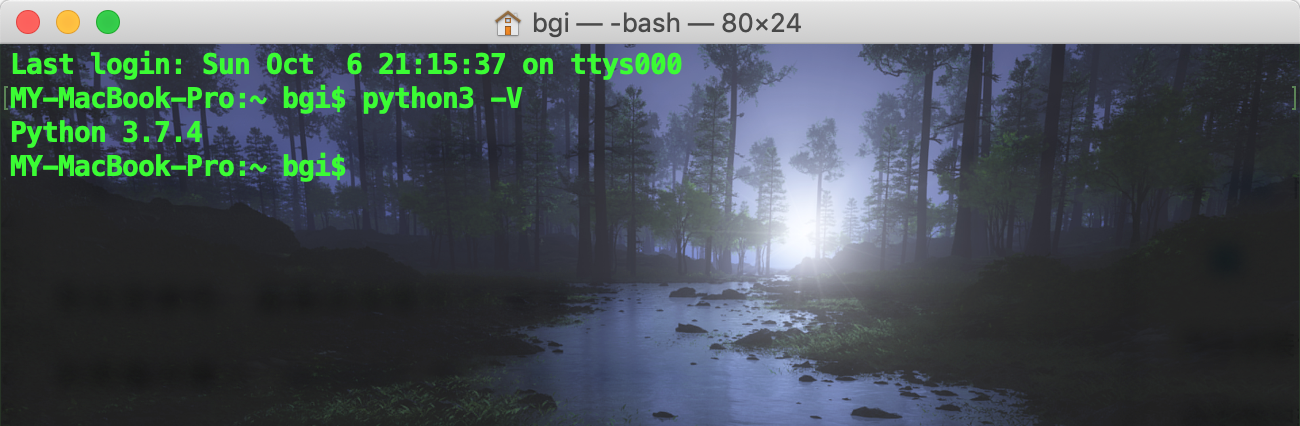 bgi — -bash — 80×24
Last login: Sun Oct  6 21:15:37 on ttys000
[MY-MacBook-Pro:~ bgi$ python3 -V ]
Python 3.7.4
MY-MacBook-Pro:~ bgi$